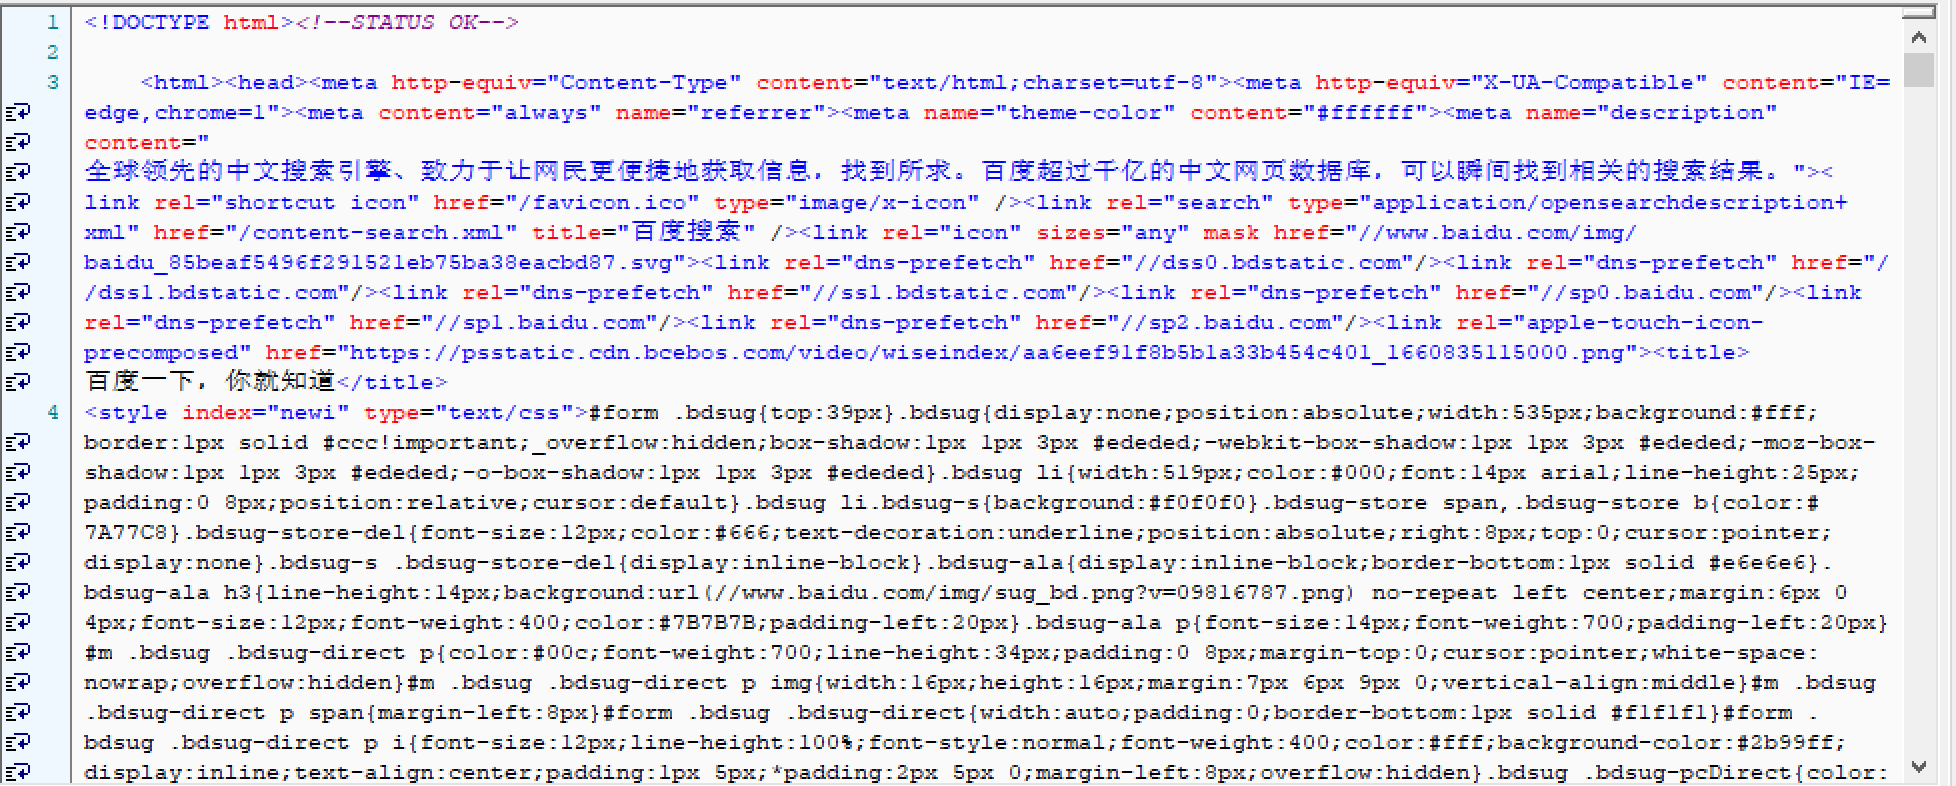 1 <!DOCTYPE html><!--STATUS OK-->
2
3     <html><head><meta http-equiv="Content-Type" content="text/html;charset=utf-8"><meta http-equiv="X-UA-Compatible" content="IE=
edge,chrome=1"><meta content="always" name="referrer"><meta name="theme-color" content="#ffffff"><meta name="description"
content="
全球领先的中文搜索引擎、致力于让网民更便捷地获取信息，找到所求。百度超过千亿的中文网页数据库，可以瞬间找到相关的搜索结果。"><
link rel="shortcut icon" href="/favicon.ico" type="image/x-icon" /><link rel="search" type="application/opensearchdescription+
xml" href="/content-search.xml" title="百度搜索" /><link rel="icon" sizes="any" mask href="//www.baidu.com/img/
baidu_85beaf5496f291521eb75ba38eacbd87.svg"><link rel="dns-prefetch" href="//dss0.bdstatic.com"/><link rel="dns-prefetch" href="/
/dss1.bdstatic.com"/><link rel="dns-prefetch" href="//ss1.bdstatic.com"/><link rel="dns-prefetch" href="//sp0.baidu.com"/><link
rel="dns-prefetch" href="//sp1.baidu.com"/><link rel="dns-prefetch" href="//sp2.baidu.com"/><link rel="apple-touch-icon-
precomposed" href="https://psstatic.cdn.bcebos.com/video/wiseindex/aa6eef91f8b5b1a33b454c401_1660835115000.png"><title>
百度一下，你就知道</title>
4 <style index="newi" type="text/css">#form .bdsug{top:39px}.bdsug{display:none;position:absolute;width:535px;background:#fff;
border:1px solid #ccc!important;_overflow:hidden;box-shadow:1px 1px 3px #ededed;-webkit-box-shadow:1px 1px 3px #ededed;-moz-box-
shadow:1px 1px 3px #ededed;-o-box-shadow:1px 1px 3px #ededed}.bdsug li{width:519px;color:#000;font:14px arial;line-height:25px;
padding:0 8px;position:relative;cursor:default}.bdsug li.bdsug-s{background:#f0f0f0}.bdsug-store span,.bdsug-store b{color:#
7A77C8}.bdsug-store-del{font-size:12px;color:#666;text-decoration:underline;position:absolute;right:8px;top:0;cursor:pointer;
display:none}.bdsug-s .bdsug-store-del{display:inline-block}.bdsug-ala{display:inline-block;border-bottom:1px solid #e6e6e6}.
bdsug-ala h3{line-height:14px;background:url(//www.baidu.com/img/sug_bd.png?v=09816787.png) no-repeat left center;margin:6px 0
4px;font-size:12px;font-weight:400;color:#7B7B7B;padding-left:20px}.bdsug-ala p{font-size:14px;font-weight:700;padding-left:20px}
#m .bdsug .bdsug-direct p{color:#00c;font-weight:700;line-height:34px;padding:0 8px;margin-top:0;cursor:pointer;white-space:
nowrap;overflow:hidden}#m .bdsug .bdsug-direct p img{width:16px;height:16px;margin:7px 6px 9px 0;vertical-align:middle}#m .bdsug
.bdsug-direct p span{margin-left:8px}#form .bdsug .bdsug-direct{width:auto;padding:0;border-bottom:1px solid #f1f1f1}#form .
bdsug .bdsug-direct p i{font-size:12px;line-height:100%;font-style:normal;font-weight:400;color:#fff;background-color:#2b99ff;
display:inline;text-align:center;padding:1px 5px;*padding:2px 5px 0;margin-left:8px;overflow:hidden}.bdsug .bdsug-pcDirect{color: